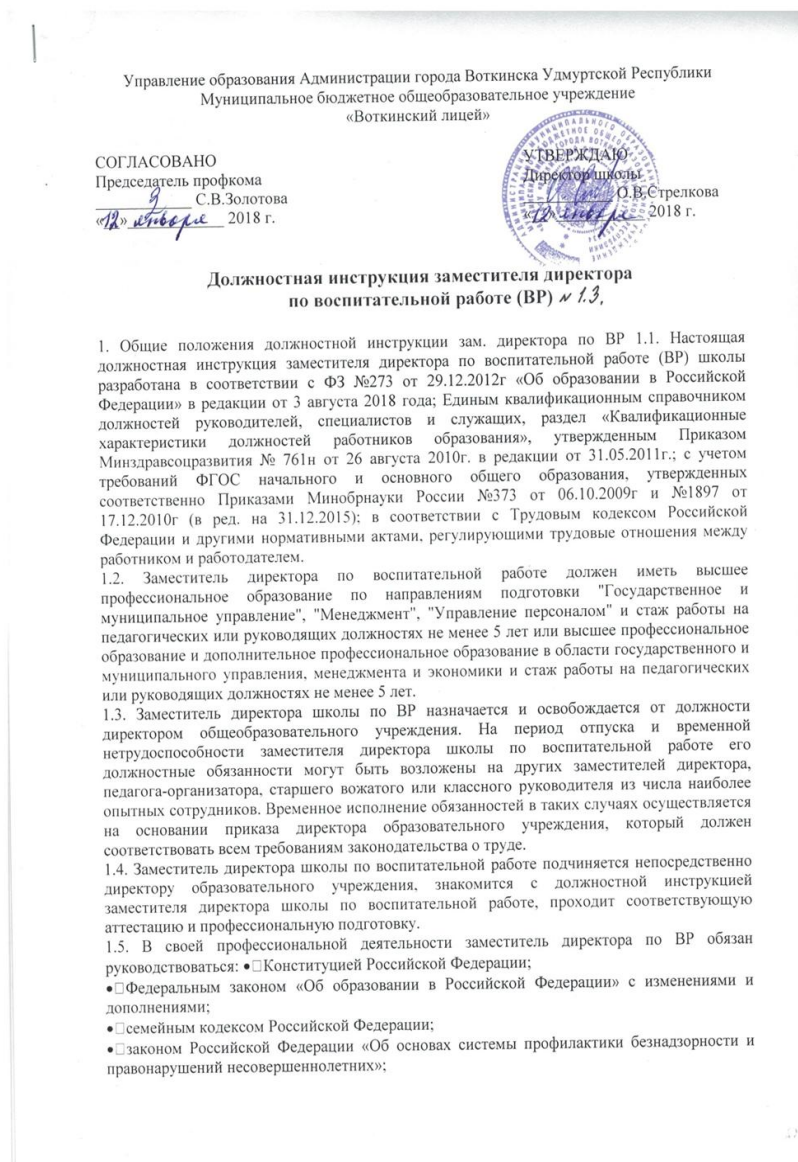 Управление образования Администрации города Воткинска Удмуртской Республики
Муниципальное бюджетное общеобразовательное учреждение
«Воткинский лицей»
СОГЛАСОВАНО
Председатель профкома
____________ С.В.Золотова
«12» января 2018 г.
УТВЕРЖДАЮ
Директор школы
____________ О.В.Стрелкова
«12» января 2018 г.
Должностная инструкция заместителя директора
по воспитательной работе (ВР) № 1.3.
1. Общие положения должностной инструкции зам. директора по ВР 1.1. Настоящая
должностная инструкция заместителя директора по воспитательной работе (ВР) школы
разработана в соответствии с ФЗ №273 от 29.12.2012г «Об образовании в Российской
Федерации» в редакции от 3 августа 2018 года; Единым квалификационным справочником
должностей руководителей, специалистов и служащих, раздел «Квалификационные
характеристики должностей работников образования», утвержденным Приказом
Минздравсоцразвития № 761н от 26 августа 2010г. в редакции от 31.05.2011г.; с учетом
требований ФГОС начального и основного общего образования, утвержденных
соответственно Приказами Минобрнауки России №373 от 06.10.2009г и №1897 от
17.12.2010г (в ред. на 31.12.2015); в соответствии с Трудовым кодексом Российской
Федерации и другими нормативными актами, регулирующими трудовые отношения между
работником и работодателем.
1.2. Заместитель директора по воспитательной работе должен иметь высшее
профессиональное образование по направлениям подготовки "Государственное и
муниципальное управление", "Менеджмент", "Управление персоналом" и стаж работы на
педагогических или руководящих должностях не менее 5 лет или высшее профессиональное
образование и дополнительное профессиональное образование в области государственного и
муниципального управления, менеджмента и экономики и стаж работы на педагогических
или руководящих должностях не менее 5 лет.
1.3. Заместитель директора школы по ВР назначается и освобождается от должности
директором общеобразовательного учреждения. На период отпуска и временной
нетрудоспособности заместителя директора школы по воспитательной работе его
должностные обязанности могут быть возложены на других заместителей директора,
педагога-организатора, старшего вожатого или классного руководителя из числа наиболее
опытных сотрудников. Временное исполнение обязанностей в таких случаях осуществляется
на основании приказа директора образовательного учреждения, который должен
соответствовать всем требованиям законодательства о труде.
1.4. Заместитель директора школы по воспитательной работе подчиняется непосредственно
директору образовательного учреждения, знакомится с должностной инструкцией
заместителя директора школы по воспитательной работе, проходит соответствующую
аттестацию и профессиональную подготовку.
1.5. В своей профессиональной деятельности заместитель директора по ВР обязан
руководствоваться: •□Конституцией Российской Федерации;
•□Федеральным законом «Об образовании в Российской Федерации» с изменениями и
дополнениями;
•□семейным кодексом Российской Федерации;
•□законом Российской Федерации «Об основах системы профилактики безнадзорности и
правонарушений несовершеннолетних»;